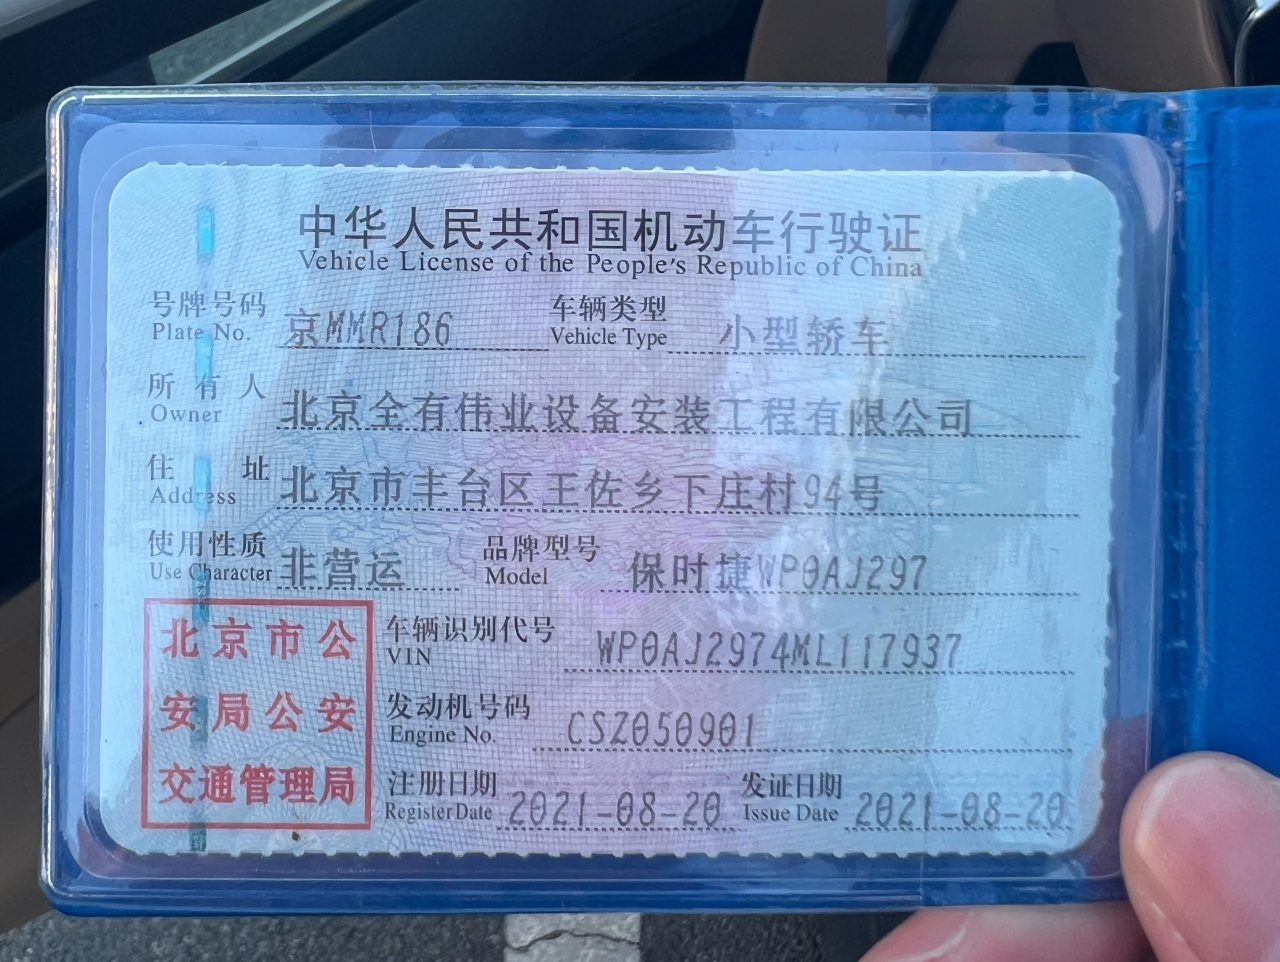 中华人民共和国机动车行驶证
Vehicle License of the People's Republic of China
号牌号码 京MMR186 车辆类型 小型轿车
Plate No. Vehicle Type
所有人 北京全有伟业设备安装工程有限公司
Owner
住址 北京市丰台区王佐乡下庄村94号
Address
使用性质 非营运 品牌型号 保时捷WP0AJ297
Use Character Model
北京市公
安局公安
交通管理局
车辆识别代号 WP0AJ2974ML117937
VIN
发动机号码 CSZ050901
Engine No.
注册日期 2021-08-20 发证日期 2021-08-20
Register Date Issue Date